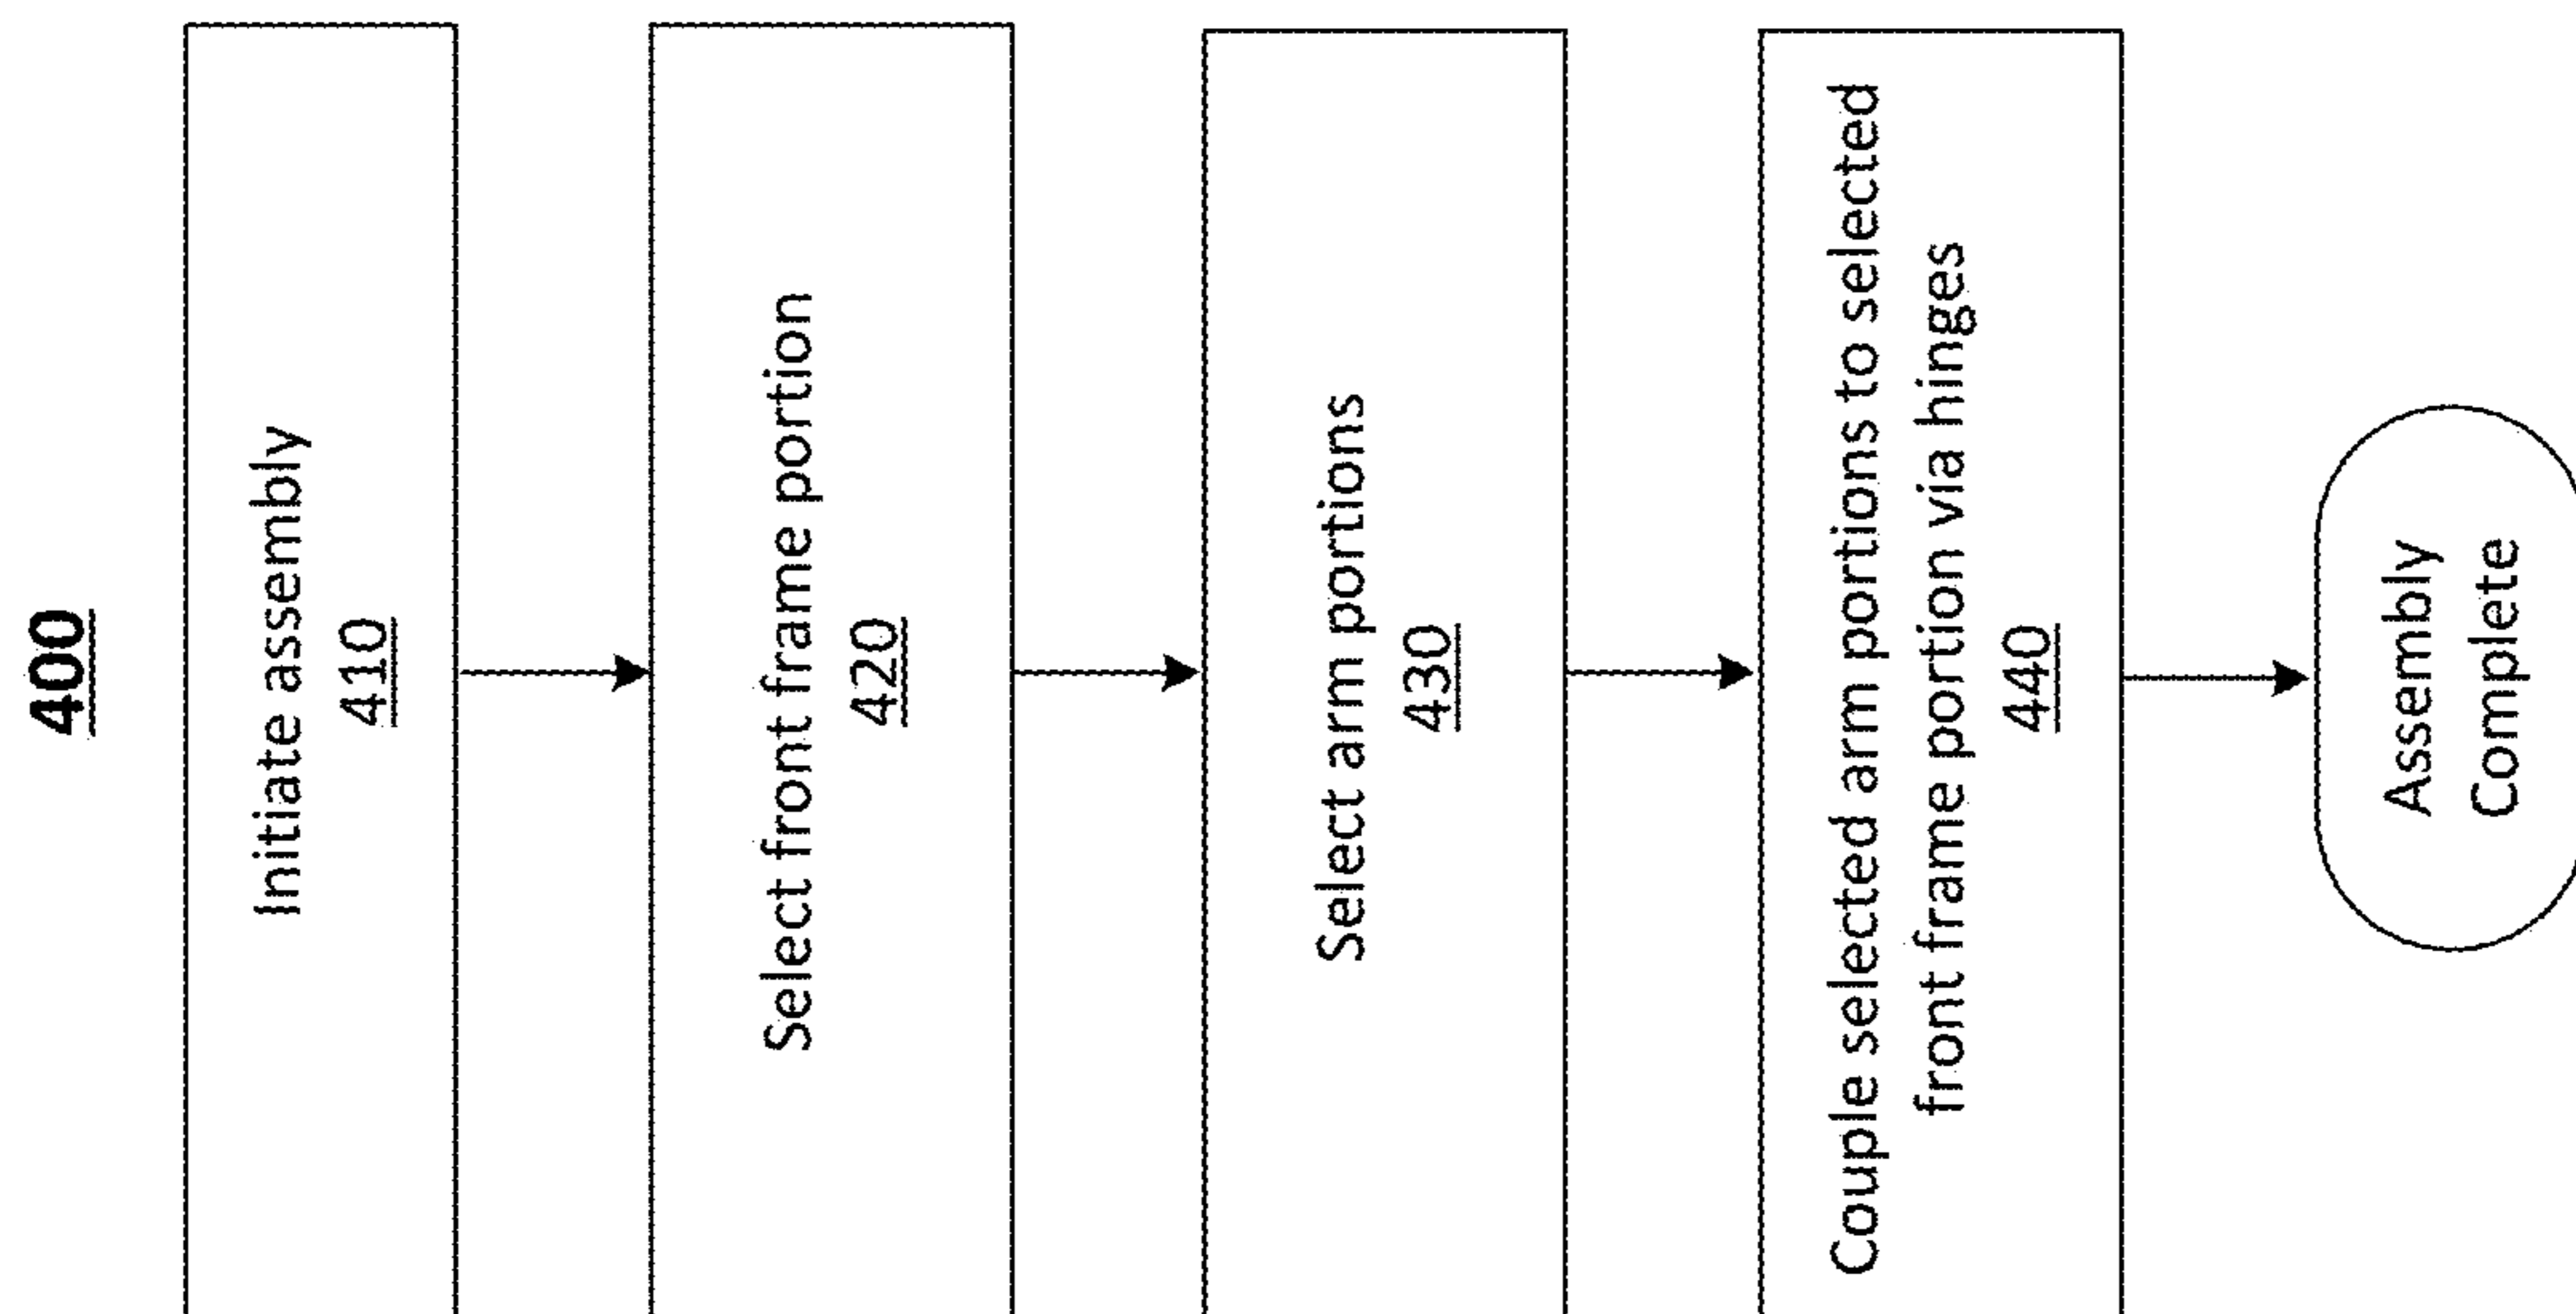 400
Initiate assembly
410
Select front frame portion
420
Select arm portions
430
Couple selected arm portions to selected
front frame portion via hinges
440
Assembly
Complete